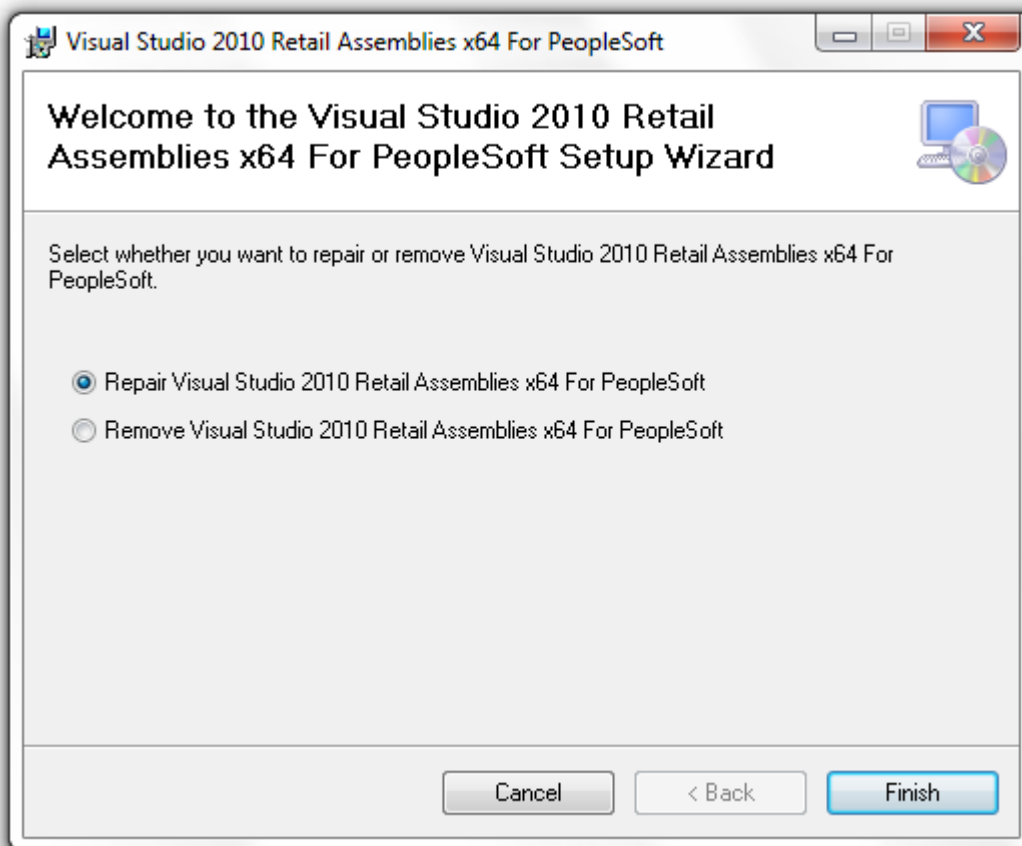 Visual Studio 2010 Retail Assemblies x64 For PeopleSoft
Welcome to the Visual Studio 2010 Retail
Assemblies x64 For PeopleSoft Setup Wizard
Select whether you want to repair or remove Visual Studio 2010 Retail Assemblies x64 For
PeopleSoft.
Repair Visual Studio 2010 Retail Assemblies x64 For PeopleSoft
Remove Visual Studio 2010 Retail Assemblies x64 For PeopleSoft
Cancel < Back Finish